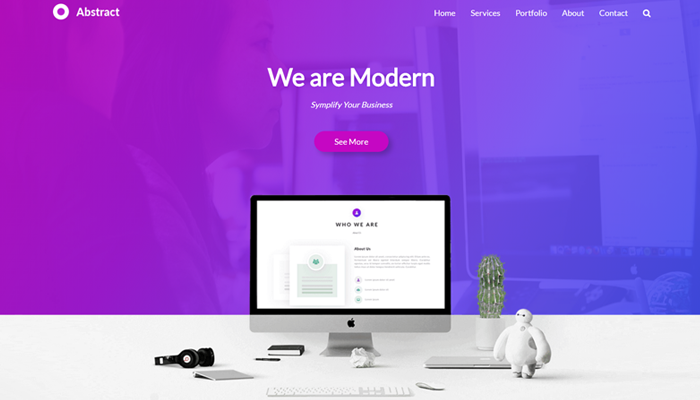 Abstract
Home Services Portfolio About Contact
We are Modern
Symplify Your Business
See More
WHO WE ARE
About Us